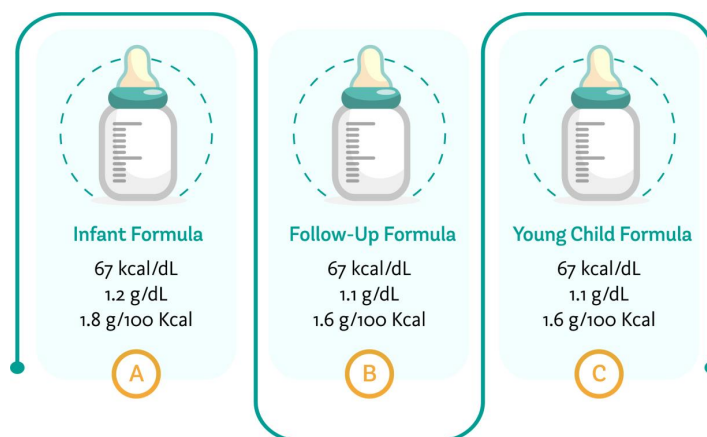 Infant Formula
67 kcal/dL
1.2 g/dL
1.8 g/100 Kcal
A
Follow-Up Formula
67 kcal/dL
1.1 g/dL
1.6 g/100 Kcal
B
Young Child Formula
67 kcal/dL
1.1 g/dL
1.6 g/100 Kcal
C